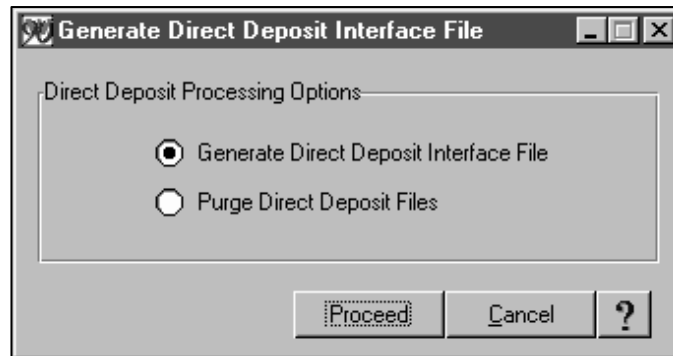 Generate Direct Deposit Interface File
Direct Deposit Processing Options
Generate Direct Deposit Interface File
Purge Direct Deposit Files
Proceed Cancel ?